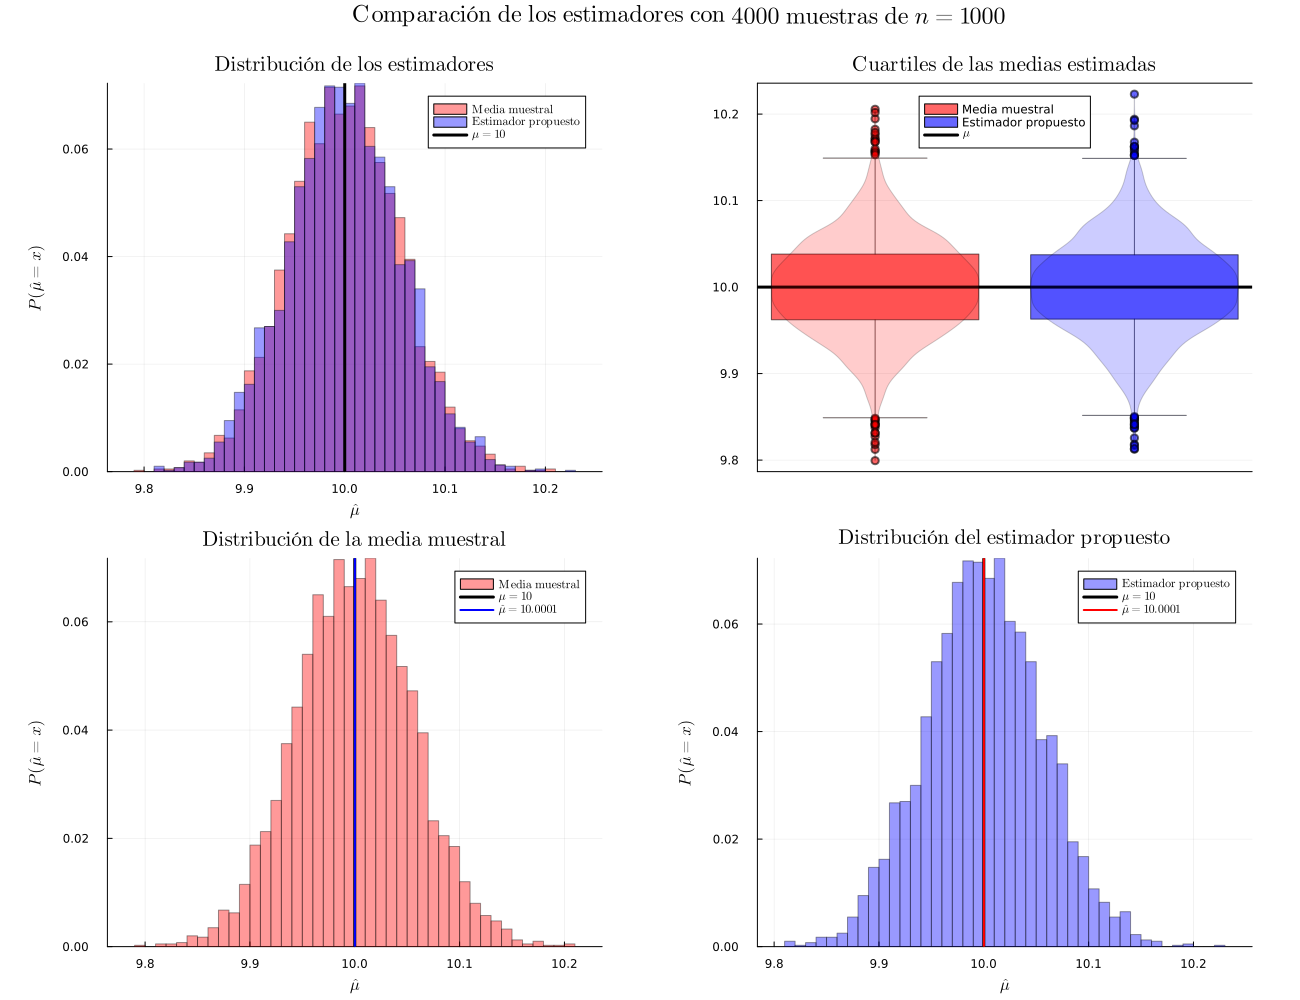 Comparación de los estimadores con 4000 muestras de n = 1000
Distribución de los estimadores
Media muestral
Estimador propuesto
μ = 10
P(μ̂ = x)
0.06
0.04
0.02
0.00
9.8 9.9 10.0 10.1 10.2
μ̂
Cuartiles de las medias estimadas
Media muestral
Estimador propuesto
μ
10.2
10.1
10.0
9.9
9.8
Distribución de la media muestral
Media muestral
μ = 10
μ̂ = 10.0001
P(μ̂ = x)
0.06
0.04
0.02
0.00
9.8 9.9 10.0 10.1 10.2
μ̂
Distribución del estimador propuesto
Estimador propuesto
μ = 10
μ̂ = 10.0001
P(μ̂ = x)
0.06
0.04
0.02
0.00
9.8 9.9 10.0 10.1 10.2
μ̂